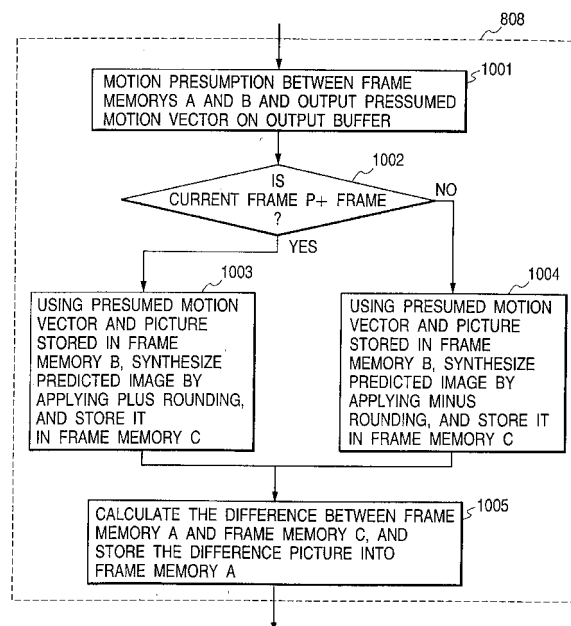 808
1001
MOTION PRESUMPTION BETWEEN FRAME
MEMORYS A AND B AND OUTPUT PRESSUMED
MOTION VECTOR ON OUTPUT BUFFER
1002
IS
CURRENT FRAME P+ FRAME
?
NO
YES
1003
USING PRESUMED MOTION
VECTOR AND PICTURE
STORED IN FRAME
MEMORY B, SYNTHESIZE
PREDICTED IMAGE BY
APPLYING PLUS ROUNDING,
AND STORE IT
IN FRAME MEMORY C
1004
USING PRESUMED MOTION
VECTOR AND PICTURE
STORED IN FRAME
MEMORY B, SYNTHESIZE
PREDICTED IMAGE BY
APPLYING MINUS
ROUNDING, AND STORE IT
IN FRAME MEMORY C
1005
CALCULATE THE DIFFERENCE BETWEEN FRAME
MEMORY A AND FRAME MEMORY C, AND
STORE THE DIFFERENCE PICTURE INTO
FRAME MEMORY A